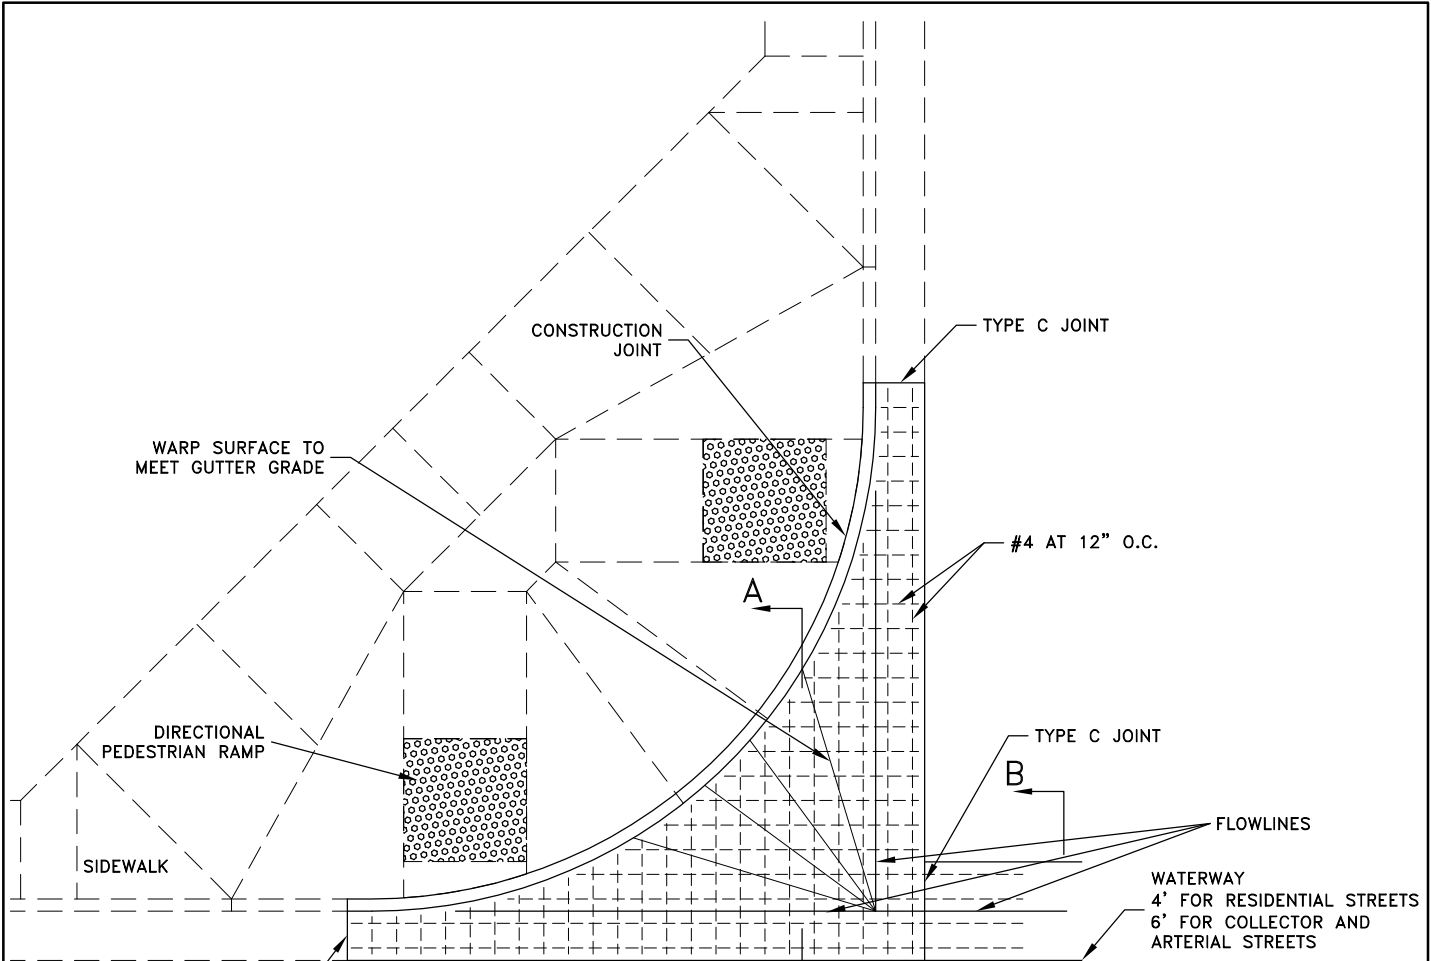 TYPE C JOINT
CONSTRUCTION
JOINT
WARP SURFACE TO
MEET GUTTER GRADE
#4 AT 12" O.C.
A
DIRECTIONAL
PEDESTRIAN RAMP
TYPE C JOINT
B
FLOWLINES
SIDEWALK
WATERWAY
4' FOR RESIDENTIAL STREETS
6' FOR COLLECTOR AND
ARTERIAL STREETS